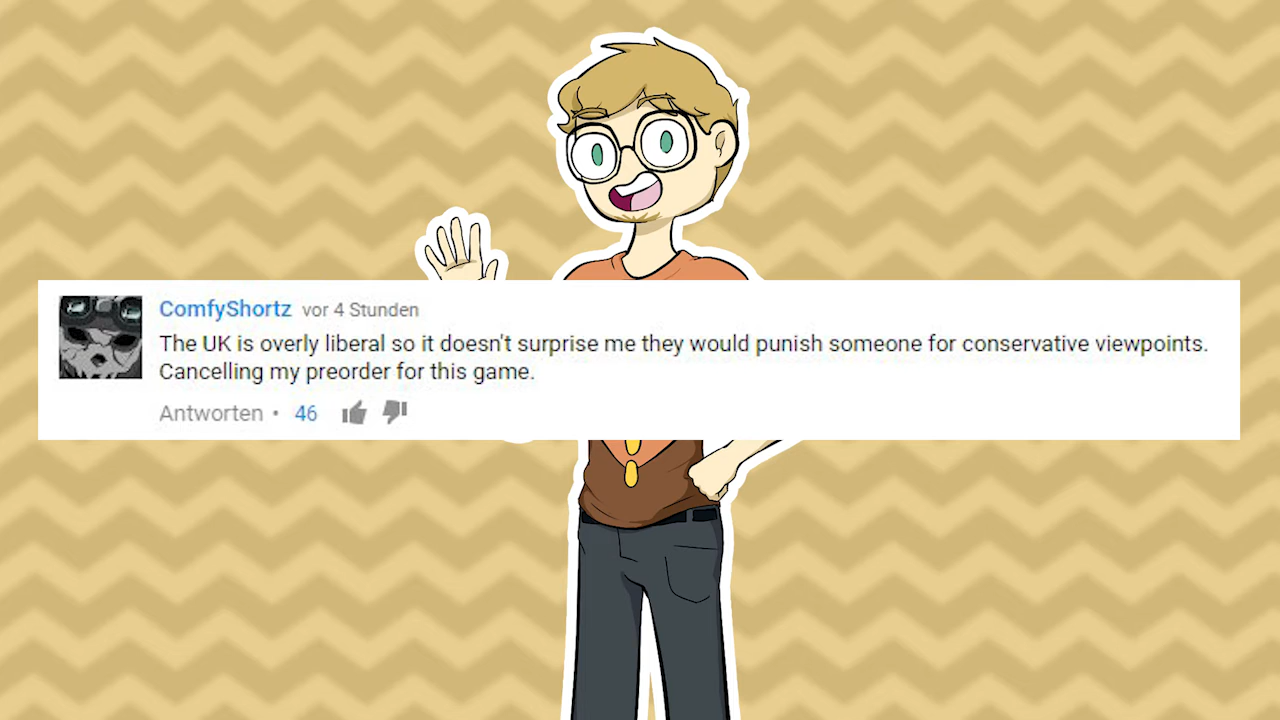 ComfyShortz vor 4 Stunden
The UK is overly liberal so it doesn't surprise me they would punish someone for conservative viewpoints.
Cancelling my preorder for this game.
Antworten • 46